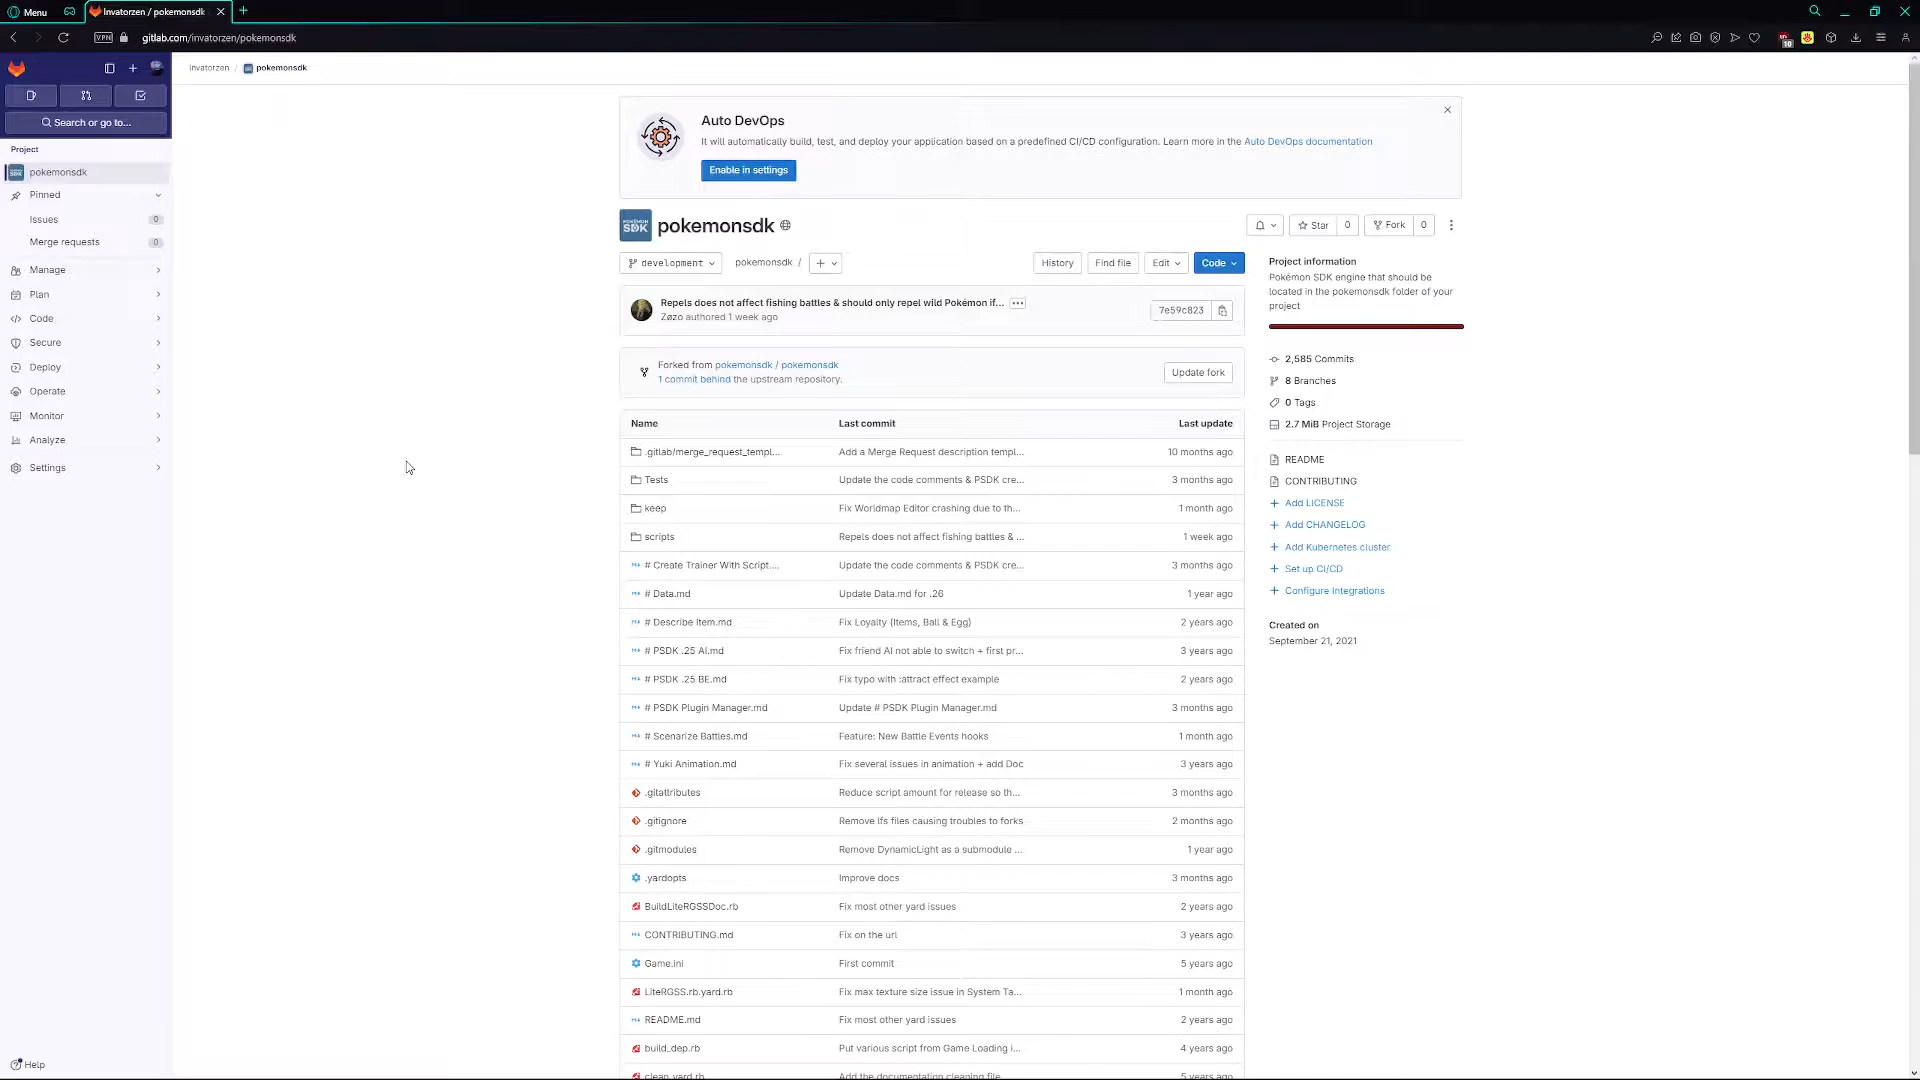 Menu
Invatorzen / pokemonsdk
VPN
gitlab.com/invatorzen/pokemonsdk
10
Invatorzen / pokemonsdk
Search or go to...
Project
pokemonsdk
Pinned
Issues 0
Merge requests 0
Manage
Plan
Code
Secure
Deploy
Operate
Monitor
Analyze
Settings
Help
Auto DevOps
It will automatically build, test, and deploy your application based on a predefined CI/CD configuration. Learn more in the Auto DevOps documentation
Enable in settings
POKÉMON
SDK
pokemonsdk
Star 0
Fork 0
development
pokemonsdk /
History
Find file
Edit
Code
Repels does not affect fishing battles & should only repel wild Pokémon if...
Zøzo authored 1 week ago
7e59c823
Forked from pokemonsdk / pokemonsdk
1 commit behind the upstream repository.
Update fork
Name Last commit Last update
.gitlab/merge_request_templ... Add a Merge Request description templ... 10 months ago
Tests Update the code comments & PSDK cre... 3 months ago
keep Fix Worldmap Editor crashing due to th... 1 month ago
scripts Repels does not affect fishing battles & ... 1 week ago
# Create Trainer With Script.... Update the code comments & PSDK cre... 3 months ago
# Data.md Update Data.md for .26 1 year ago
# Describe Item.md Fix Loyalty (Items, Ball & Egg) 2 years ago
# PSDK .25 AI.md Fix friend AI not able to switch + first pr... 3 years ago
# PSDK .25 BE.md Fix typo with :attract effect example 2 years ago
# PSDK Plugin Manager.md Update # PSDK Plugin Manager.md 3 months ago
# Scenarize Battles.md Feature: New Battle Events hooks 1 month ago
# Yuki Animation.md Fix several issues in animation + add Doc 3 years ago
.gitattributes Reduce script amount for release so th... 3 months ago
.gitignore Remove lfs files causing troubles to forks 2 months ago
.gitmodules Remove DynamicLight as a submodule ... 1 year ago
.yardopts Improve docs 3 months ago
BuildLiteRGSSDoc.rb Fix most other yard issues 2 years ago
CONTRIBUTING.md Fix on the url 3 years ago
Game.ini First commit 5 years ago
LiteRGSS.rb.yard.rb Fix max texture size issue in System Ta... 1 month ago
README.md Fix most other yard issues 2 years ago
build_dep.rb Put various script from Game Loading i... 4 years ago
clean_yard.rb Add the documentation cleaning file 5 years ago
Project information
Pokémon SDK engine that should be
located in the pokemonsdk folder of your
project
2,585 Commits
8 Branches
0 Tags
2.7 MiB Project Storage
README
CONTRIBUTING
Add LICENSE
Add CHANGELOG
Add Kubernetes cluster
Set up CI/CD
Configure Integrations
Created on
September 21, 2021